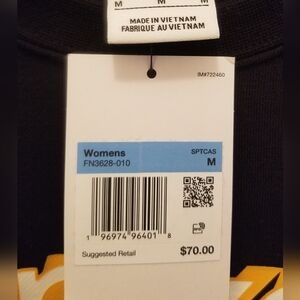 M M M
MADE IN VIETNAM
FABRIQUE AU VIETNAM
IM#722460
Womens SPTCAS
FN3628-010 M
1 96974 96401 8
Suggested Retail $70.00